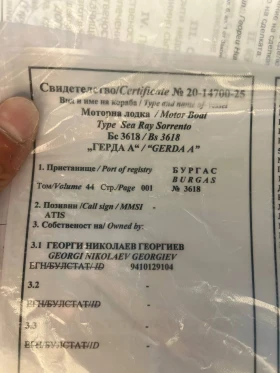 Свидетелство/Certificate № 20-14700-25
Вид и име на кораба / Type and name of
Моторна лодка / Motor Boat
Type Sea Ray Sorrento
Бс 3618 / Bs 3618
„ГЕРДА А“ / "GERDA A"
1. Пристанище / Port of registry БУРГАС
BURGAS
Том/Volume 44 Стр./Page 001 № 3618
2. Позивни / Call sign / MMSI -
ATIS
3. Собственост на / Owned by:
3.1 ГЕОРГИ НИКОЛАЕВ ГЕОРГИЕВ
GEORGI NIKOLAEV GEORGIEV
ЕГН/БУЛСТАТ/ID 9410129104
3.2 -
ЕГН/БУЛСТАТ/ID -
3.3 -
ЕГН/БУЛСТАТ/ID -